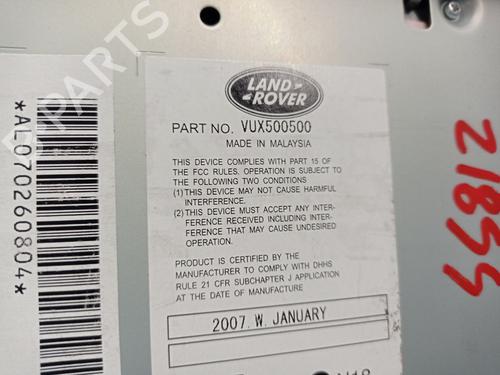 LAND
ROVER
PART NO. VUX500500
MADE IN MALAYSIA
THIS DEVICE COMPLIES WITH PART 15 OF
THE FCC RULES. OPERATION IS SUBJECT TO
THE FOLLOWING TWO CONDITIONS
(1) THIS DEVICE MAY NOT CAUSE HARMFUL
INTERFERENCE.
(2) THIS DEVICE MUST ACCEPT ANY INTER-
FERENCE RECEIVED INCLUDING INTERFER-
ENCE THAT MAY CAUSE UNDESIRED
OPERATION.
PRODUCT IS CERTIFIED BY THE
MANUFACTURER TO COMPLY WITH DHHS
RULE 21 CFR SUBCHAPTER J APPLICATION
AT THE DATE OF MANUFACTURE
2007. W. JANUARY
*AL070260804*
PARTS